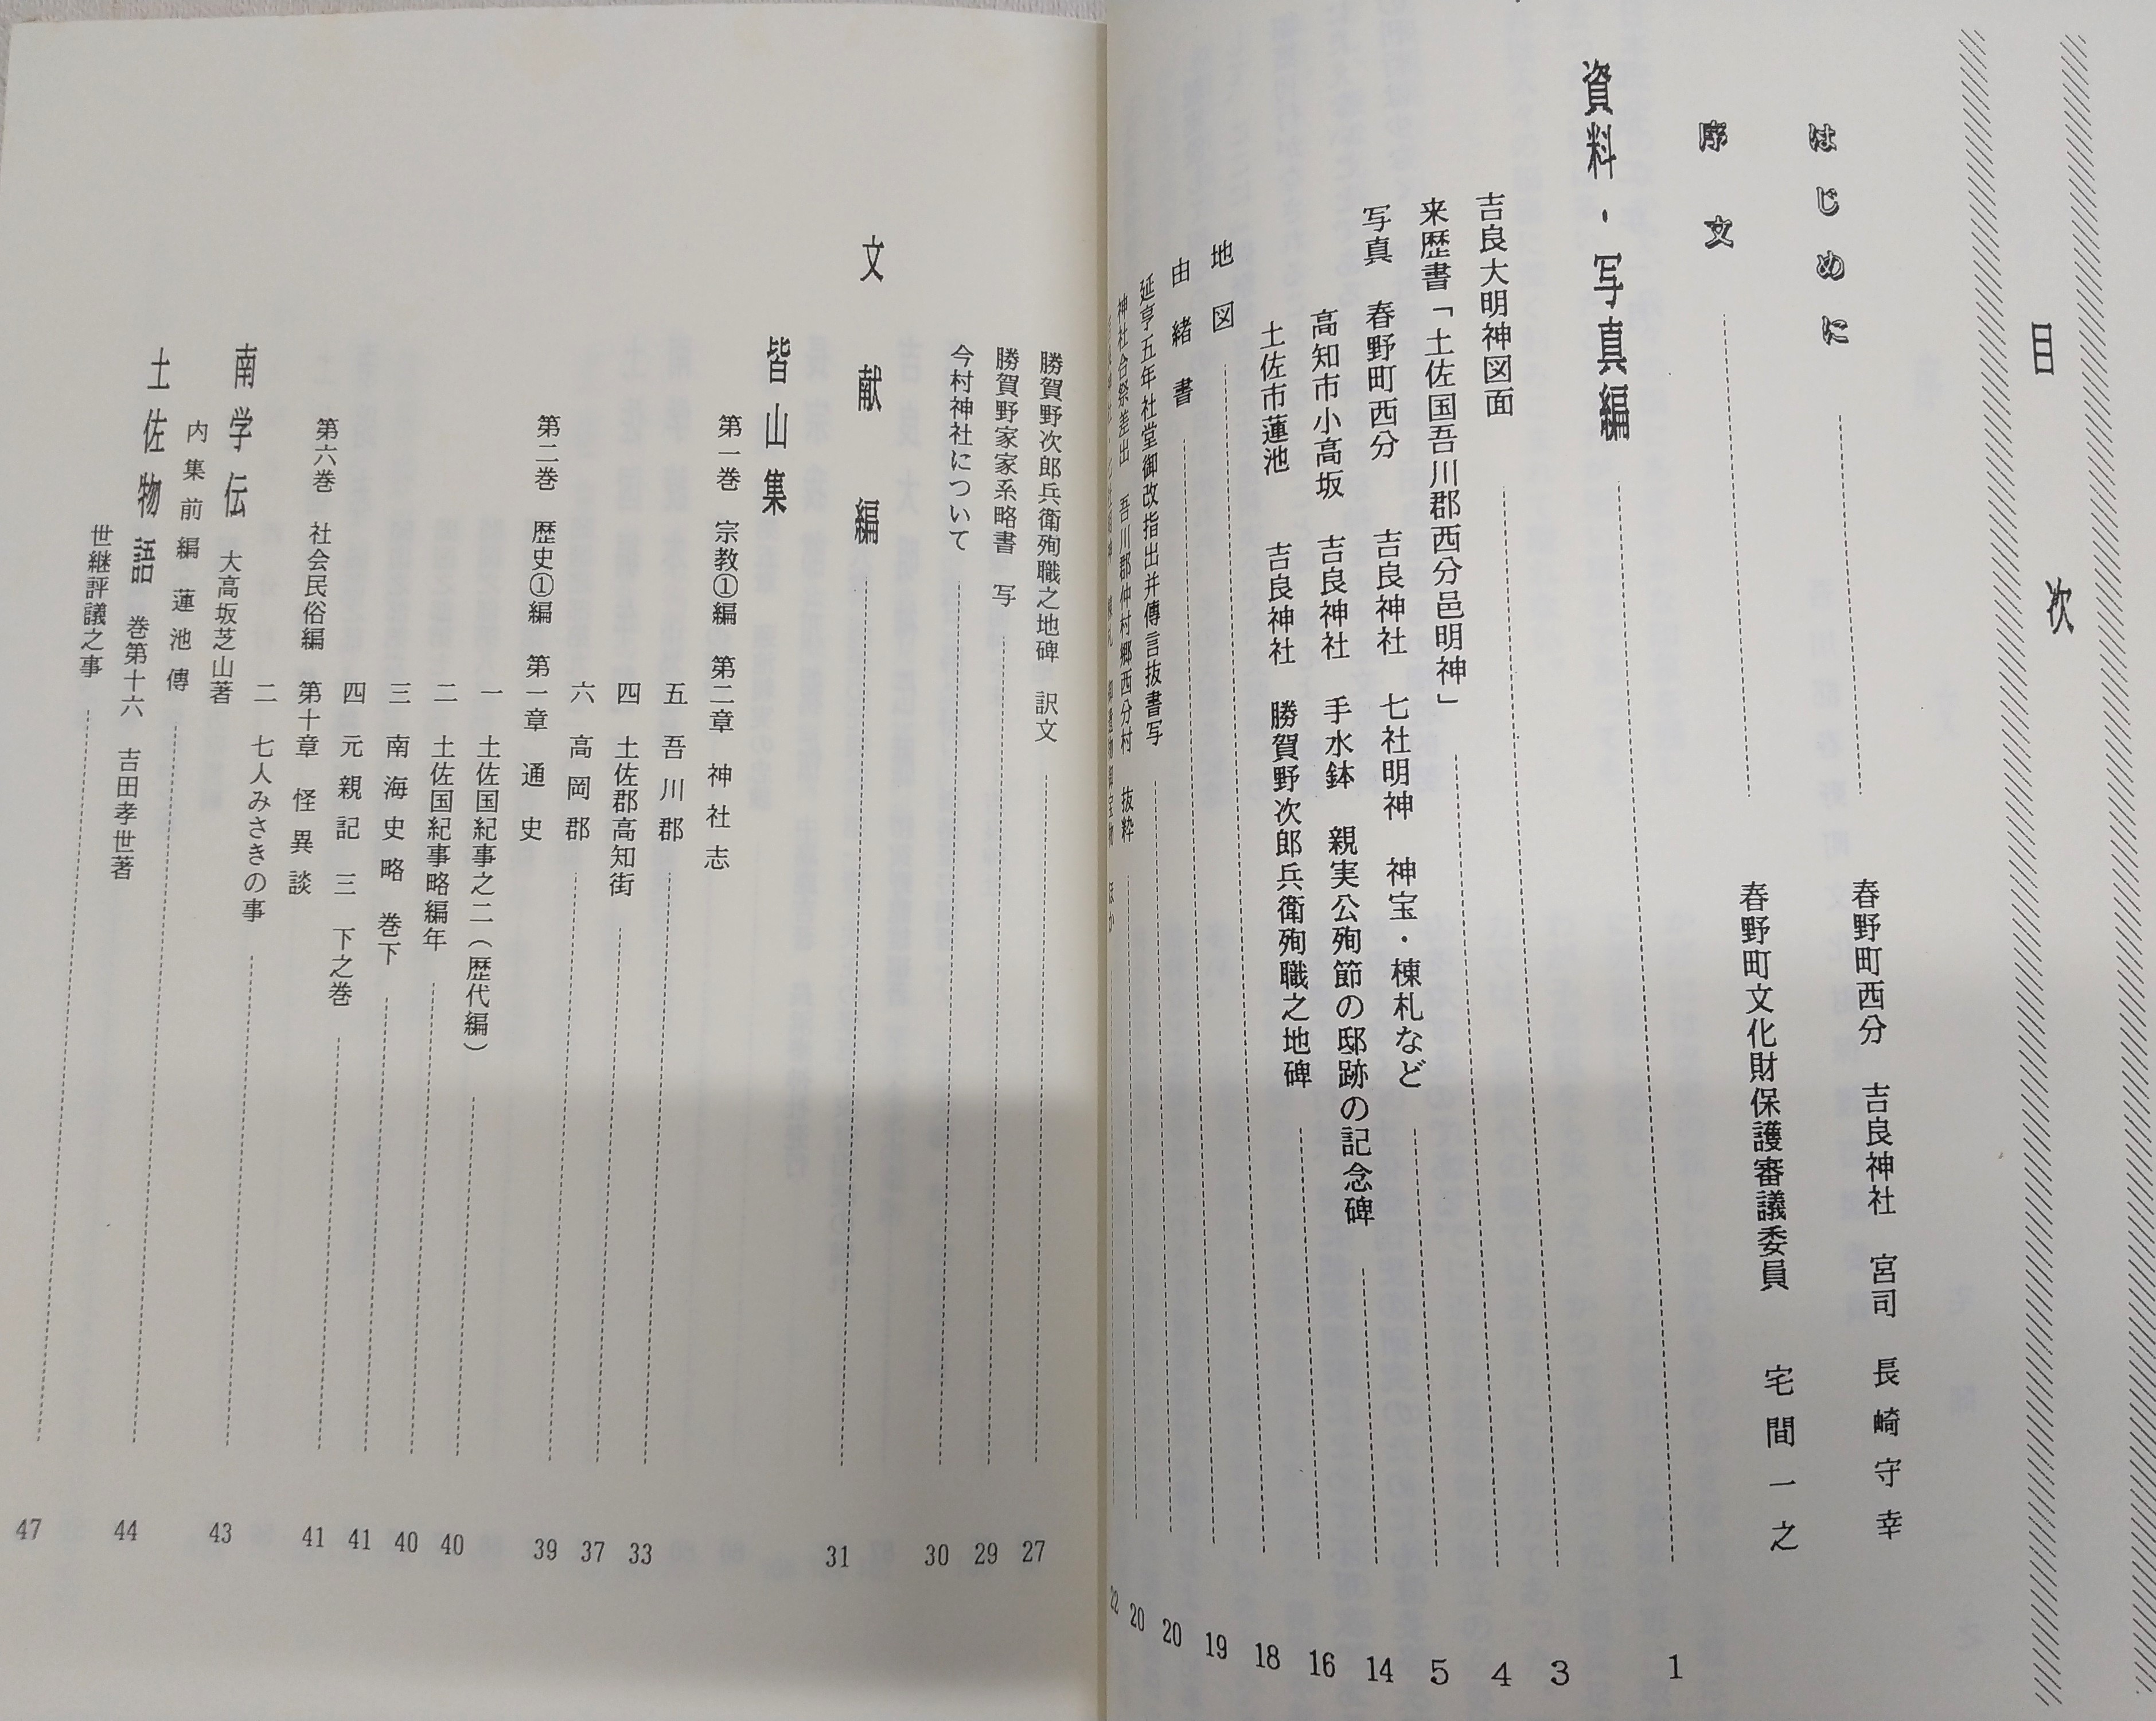 目次
はじめに 春野町西分 吉良神社 宮司 長崎守幸
序文 春野町文化財保護審議委員 宅間一之
資料・写真編 1
吉良大明神図面 3
来歴書「土佐国吾川郡西分邑明神」 4
写真 春野町西分 吉良神社 七社明神 神宝・棟札など 5
高知市小高坂 吉良神社 手水鉢 親実公殉節の邸跡の記念碑 14
土佐市蓮池 吉良神社 勝賀野次郎兵衛殉職之地碑 16
地図 18
由緒書 19
延享五年社堂御改指出并傳言抜書写 20
神社合祭差出 吾川郡仲村郷西分村 抜粋 20
ほか 22
勝賀野次郎兵衛殉職之地碑 訳文 27
勝賀野家家系略書 写 29
今村神社について 30
文献編 31
皆山集
第一巻 宗教①編 第二章 神社志
五 吾川郡 33
四 土佐郡高知街 37
六 高岡郡 39
第二巻 歴史①編 第一章 通史
一 土佐国紀事之二（歴代編） 40
二 土佐国紀事略編年 40
三 南海史略 巻下 41
四 元親記 三 下之巻 41
第六巻 社会民俗編 第十章 怪異談
二 七人みさきの事 43
南学伝 大高坂芝山著
内集前編 蓮池傳 44
土佐物語 巻第十六 吉田孝世著
世継評議之事 47